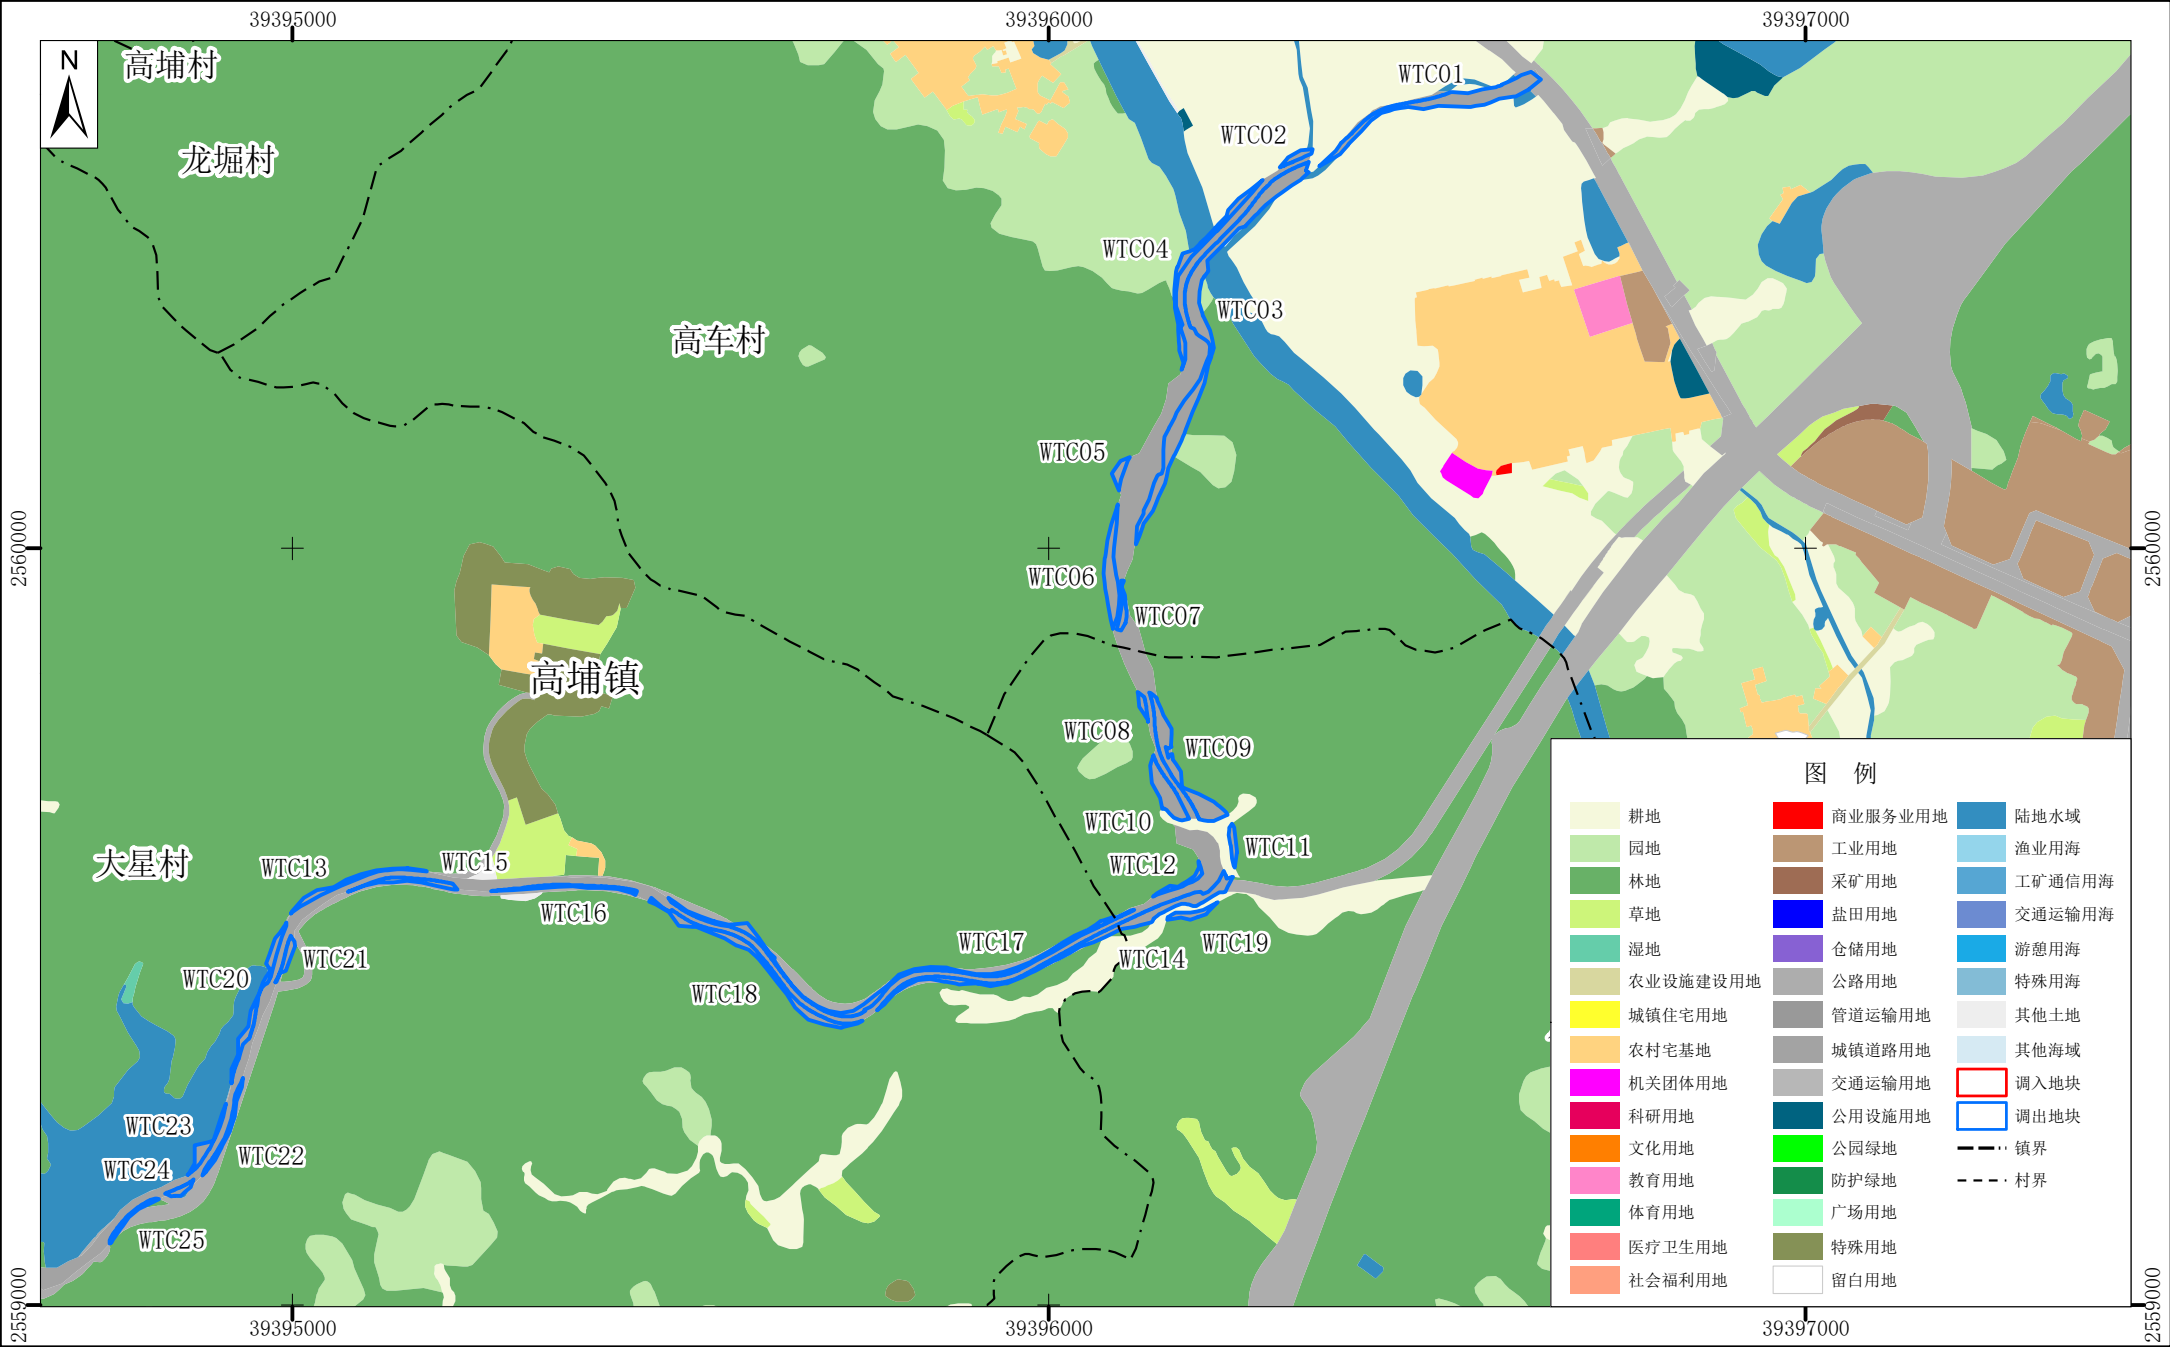 39395000
39396000
39397000
N
高埔村
龙堀村
高车村
高埔镇
大星村
WTC01
WTC02
WTC04
WTC03
WTC05
WTC06
WTC07
WTC08
WTC09
WTC10
WTC11
WTC12
WTC13
WTC15
WTC16
WTC17
WTC14
WTC19
WTC18
WTC20
WTC21
WTC23
WTC22
WTC24
WTC25
2560000
2560000
2559000
2559000
图 例
耕地
园地
林地
草地
湿地
农业设施建设用地
城镇住宅用地
农村宅基地
机关团体用地
科研用地
文化用地
教育用地
体育用地
医疗卫生用地
社会福利用地
商业服务业用地
工业用地
采矿用地
盐田用地
仓储用地
公路用地
管道运输用地
城镇道路用地
交通运输用地
公用设施用地
公园绿地
防护绿地
广场用地
特殊用地
留白用地
陆地水域
渔业用海
工矿通信用海
交通运输用海
游憩用海
特殊用海
其他土地
其他海域
调入地块
调出地块
镇界
村界
39395000
39396000
39397000